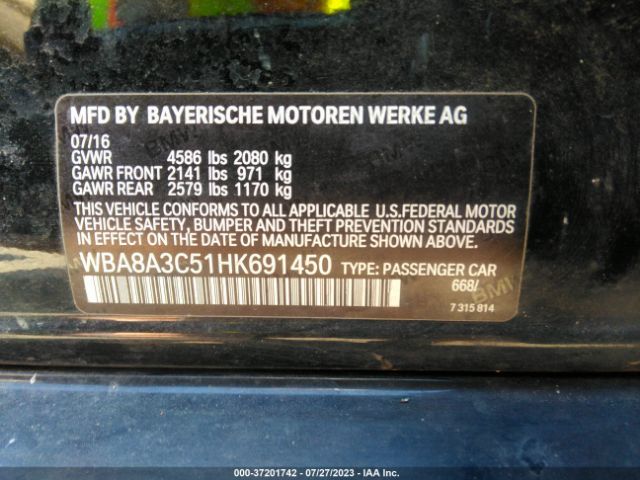 MFD BY BAYERISCHE MOTOREN WERKE AG
07/16
GVWR 4586 lbs 2080 kg
GAWR FRONT 2141 lbs 971 kg
GAWR REAR 2579 lbs 1170 kg
THIS VEHICLE CONFORMS TO ALL APPLICABLE U.S.FEDERAL MOTOR
VEHICLE SAFETY, BUMPER AND THEFT PREVENTION STANDARDS
IN EFFECT ON THE DATE OF MANUFACTURE SHOWN ABOVE.
WBA8A3C51HK691450 TYPE: PASSENGER CAR
668/
7 315 814
BMW
000-37201742 / 07/27/2023 / IAA Inc.